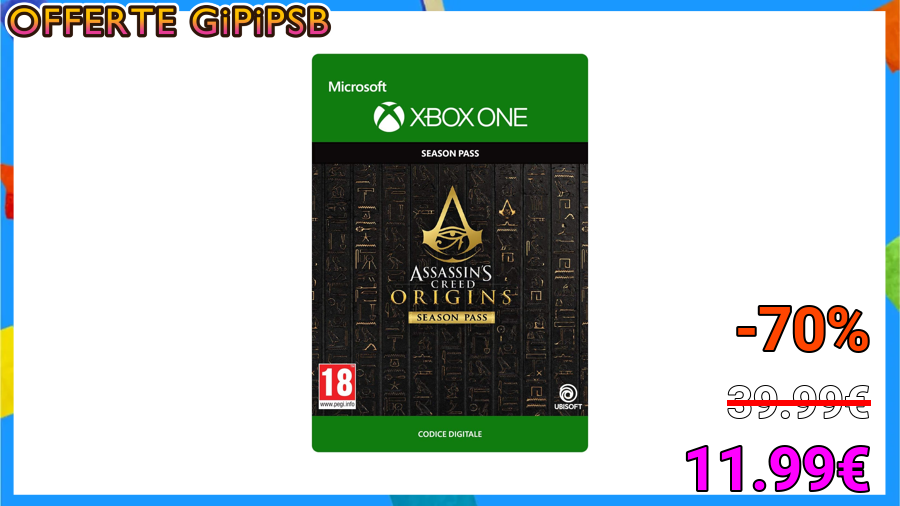 OFFERTE GiPiPSB
Microsoft
XBOX ONE
SEASON PASS
ASSASSIN'S
CREED
ORIGINS
SEASON PASS
18
www.pegi.info
UBISOFT
CODICE DIGITALE
-70%
39.99€
11.99€